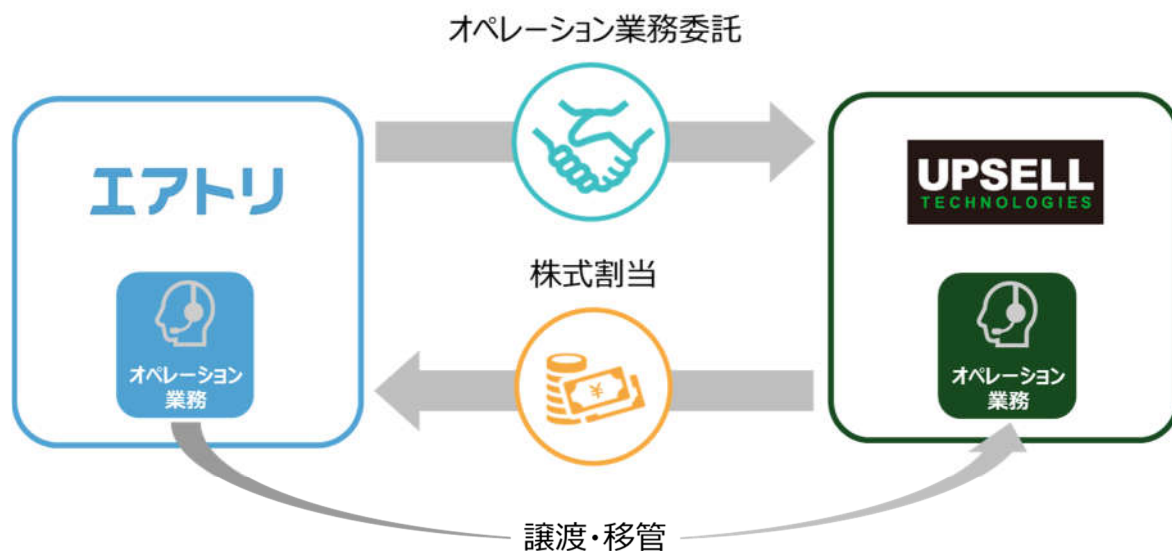 オペレーション業務委託
エアトリ
UPSELL
TECHNOLOGIES
株式割当
¥
オペレーション
業務
オペレーション
業務
譲渡・移管